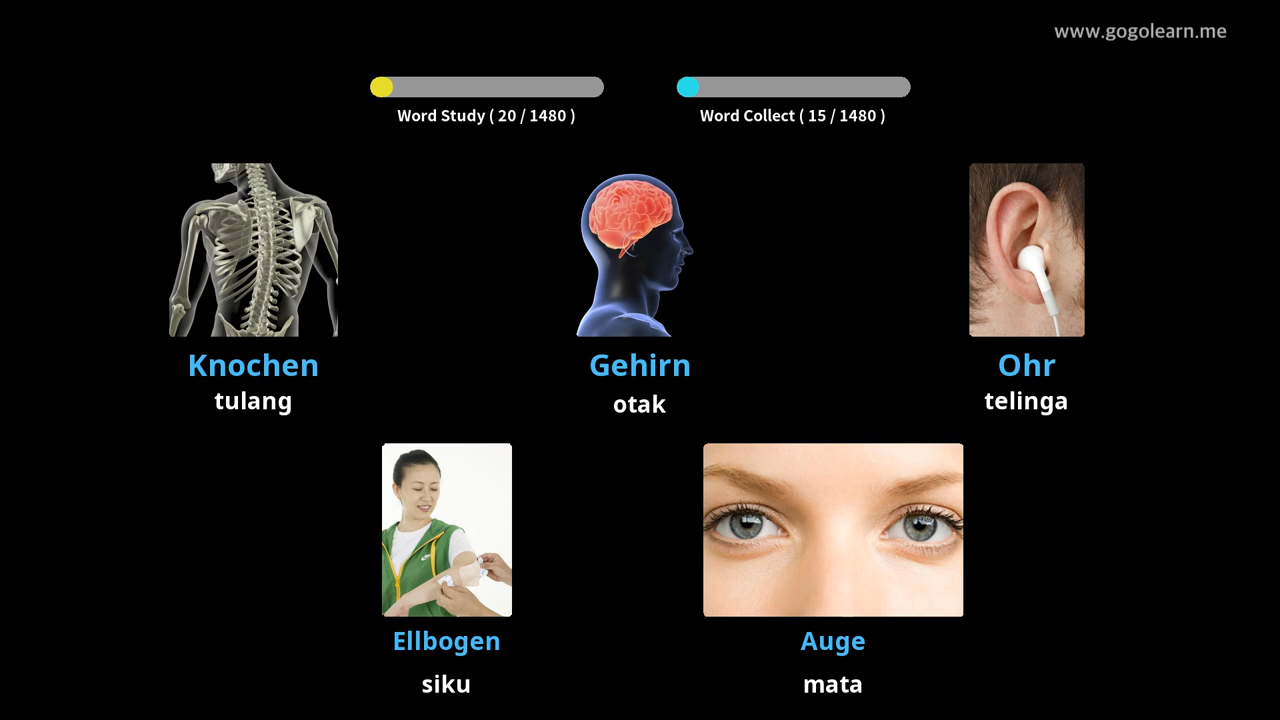 www.gogolearn.me
Word Study ( 20 / 1480 )
Word Collect ( 15 / 1480 )
Knochen
tulang
Gehirn
otak
Ohr
telinga
Ellbogen
siku
Auge
mata